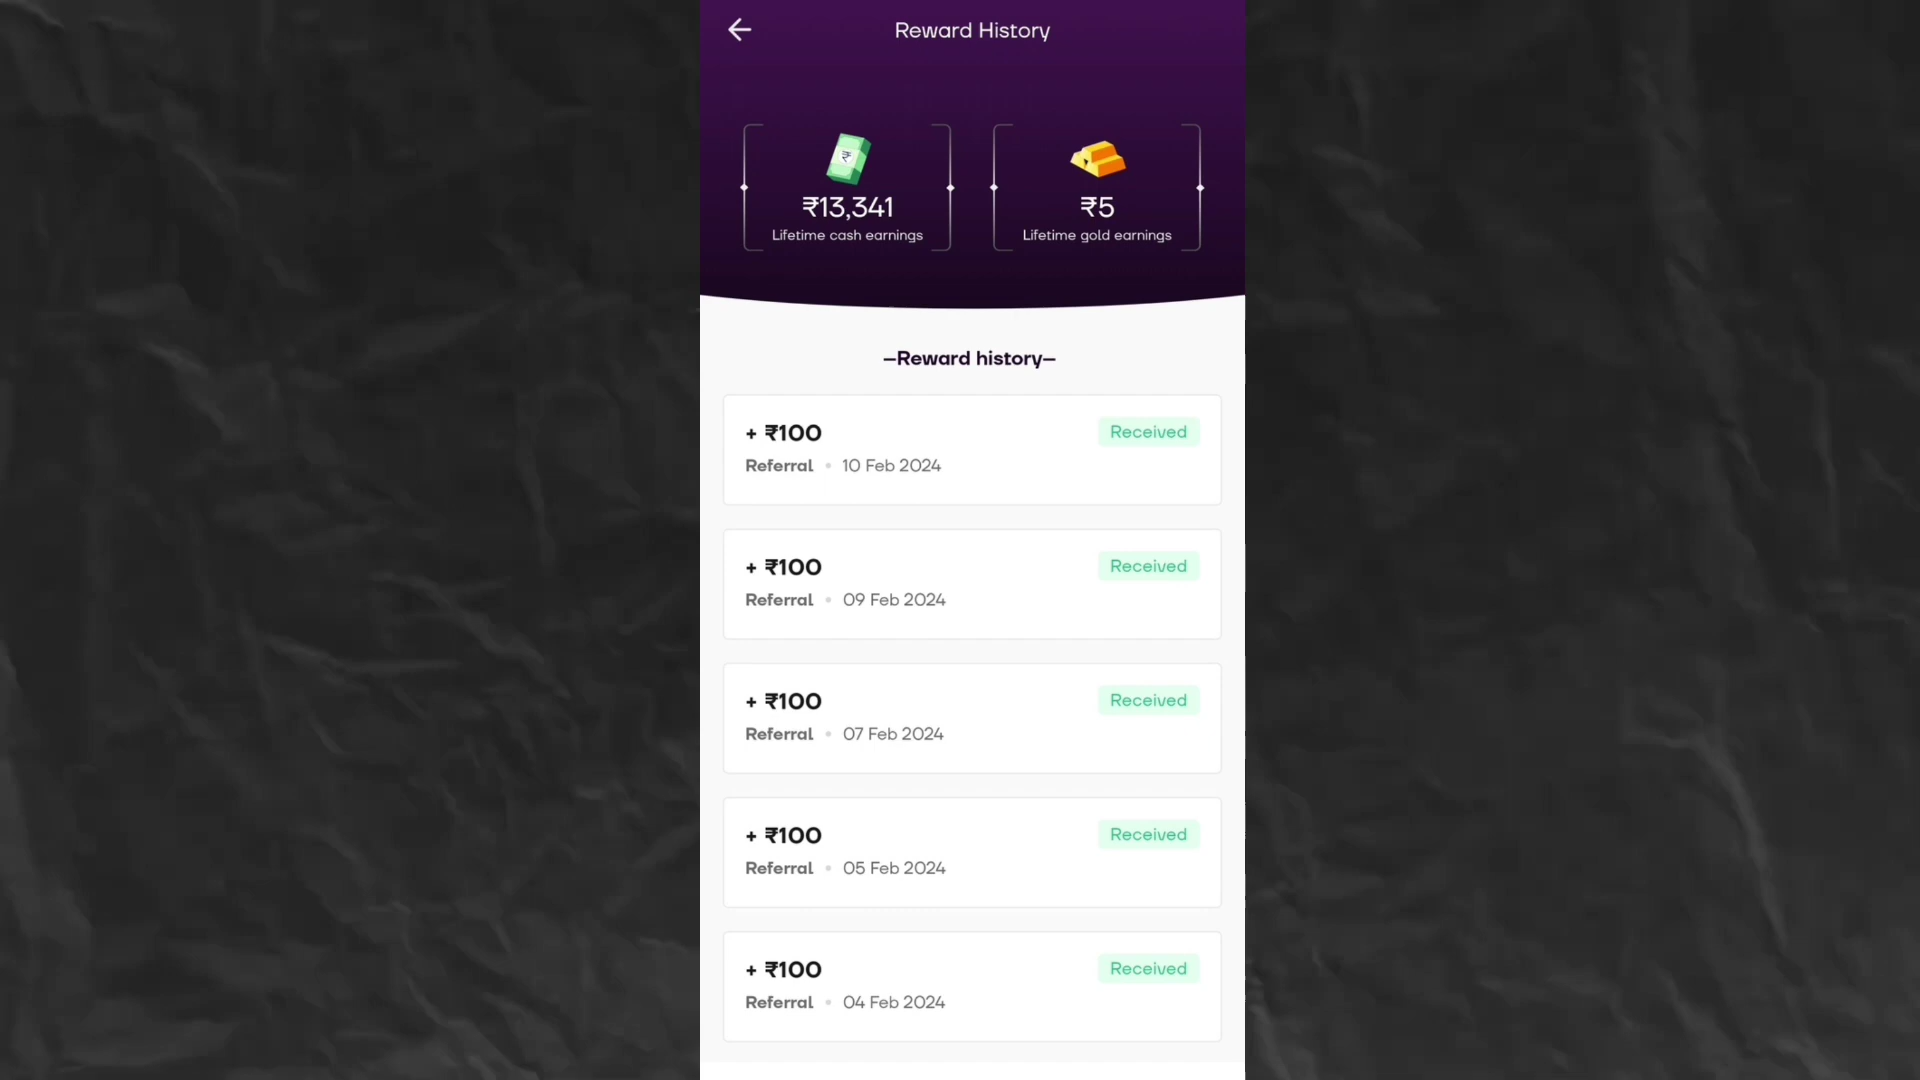 Reward History
₹13,341
Lifetime cash earnings
₹5
Lifetime gold earnings
–Reward history–
+ ₹100
Received
Referral • 10 Feb 2024
+ ₹100
Received
Referral • 09 Feb 2024
+ ₹100
Received
Referral • 07 Feb 2024
+ ₹100
Received
Referral • 05 Feb 2024
+ ₹100
Received
Referral • 04 Feb 2024